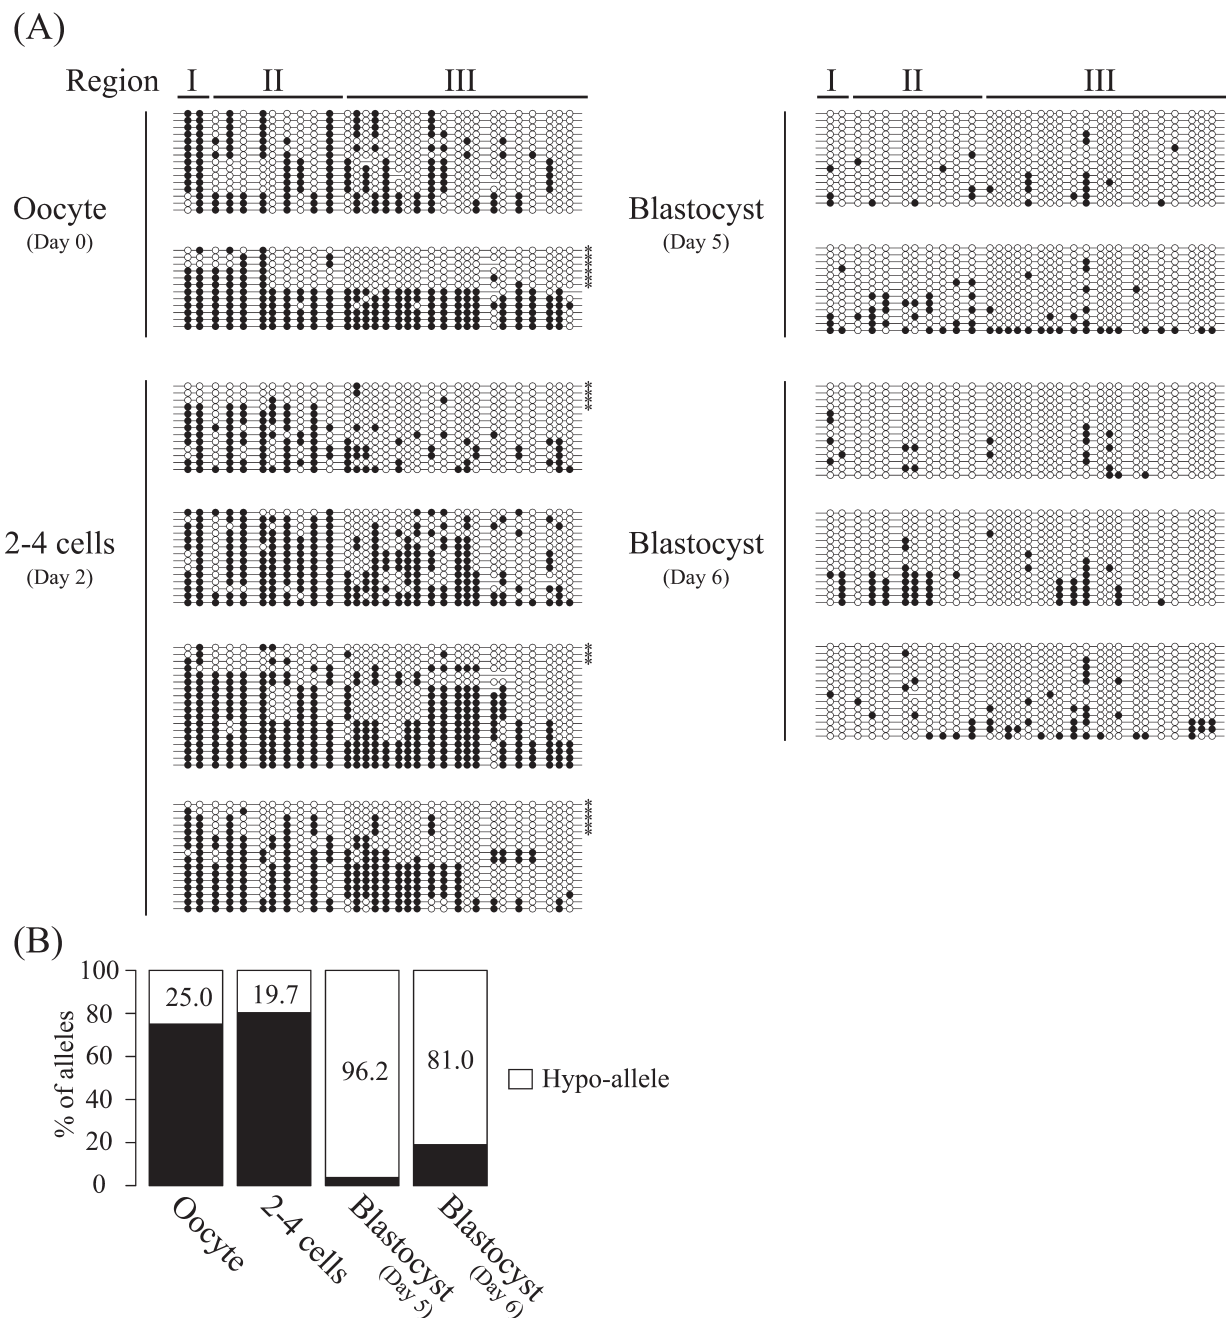 (A)
Region I II III
I II III
Oocyte
(Day 0)
*
*
*
*
*
*
2-4 cells
(Day 2)
*
*
*
*
*
*
*
*
*
*
*
*
Blastocyst
(Day 5)
Blastocyst
(Day 6)
(B)
% of alleles
100
80
60
40
20
0
25.0
19.7
96.2
81.0
Hypo-allele
Oocyte
2-4 cells
Blastocyst
(Day 5)
Blastocyst
(Day 6)